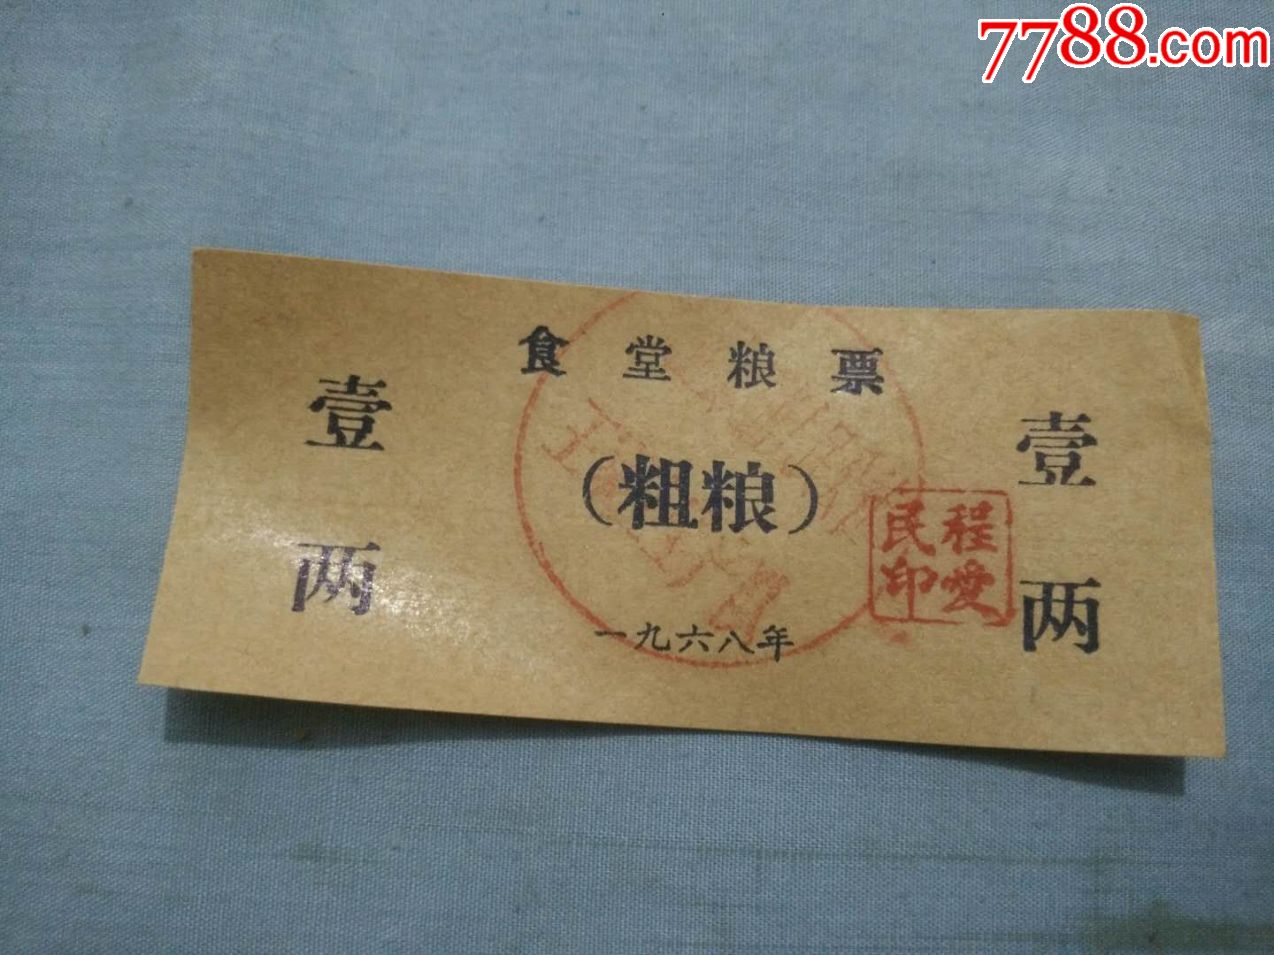 7788.com
食堂粮票
壹两
(粗粮)
壹两
程爱
民印
一九六八年